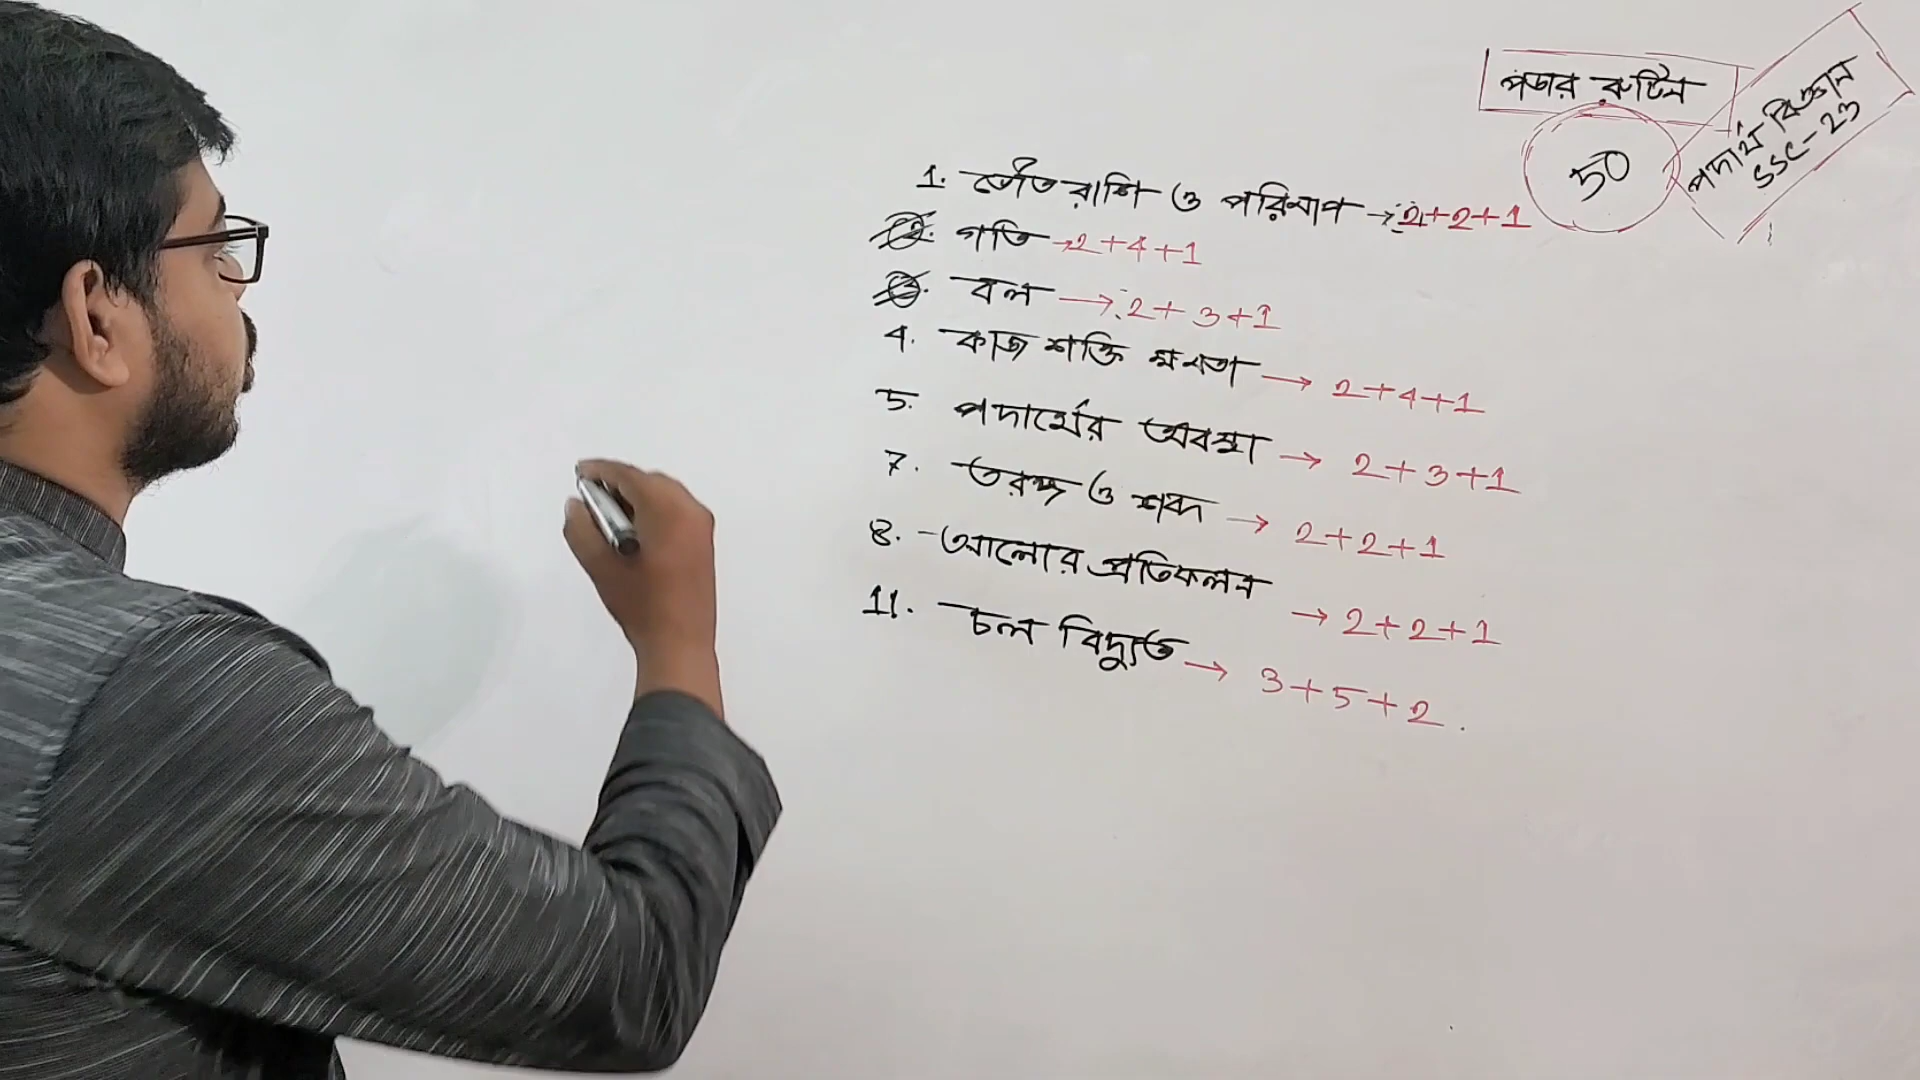 পড়ার রুটিন
50
পদার্থ বিজ্ঞান
SSC-23
1. ভৌত রাশি ও পরিমাপ → 2+2+1
2. গতি → 2+4+1
3. বল → 2+3+1
4. কাজ শক্তি ক্ষমতা → 2+4+1
5. পদার্থের অবস্থা → 2+3+1
7. তরঙ্গ ও শব্দ → 2+2+1
8. আলোর প্রতিফলন → 2+2+1
11. চল বিদ্যুত → 3+5+2